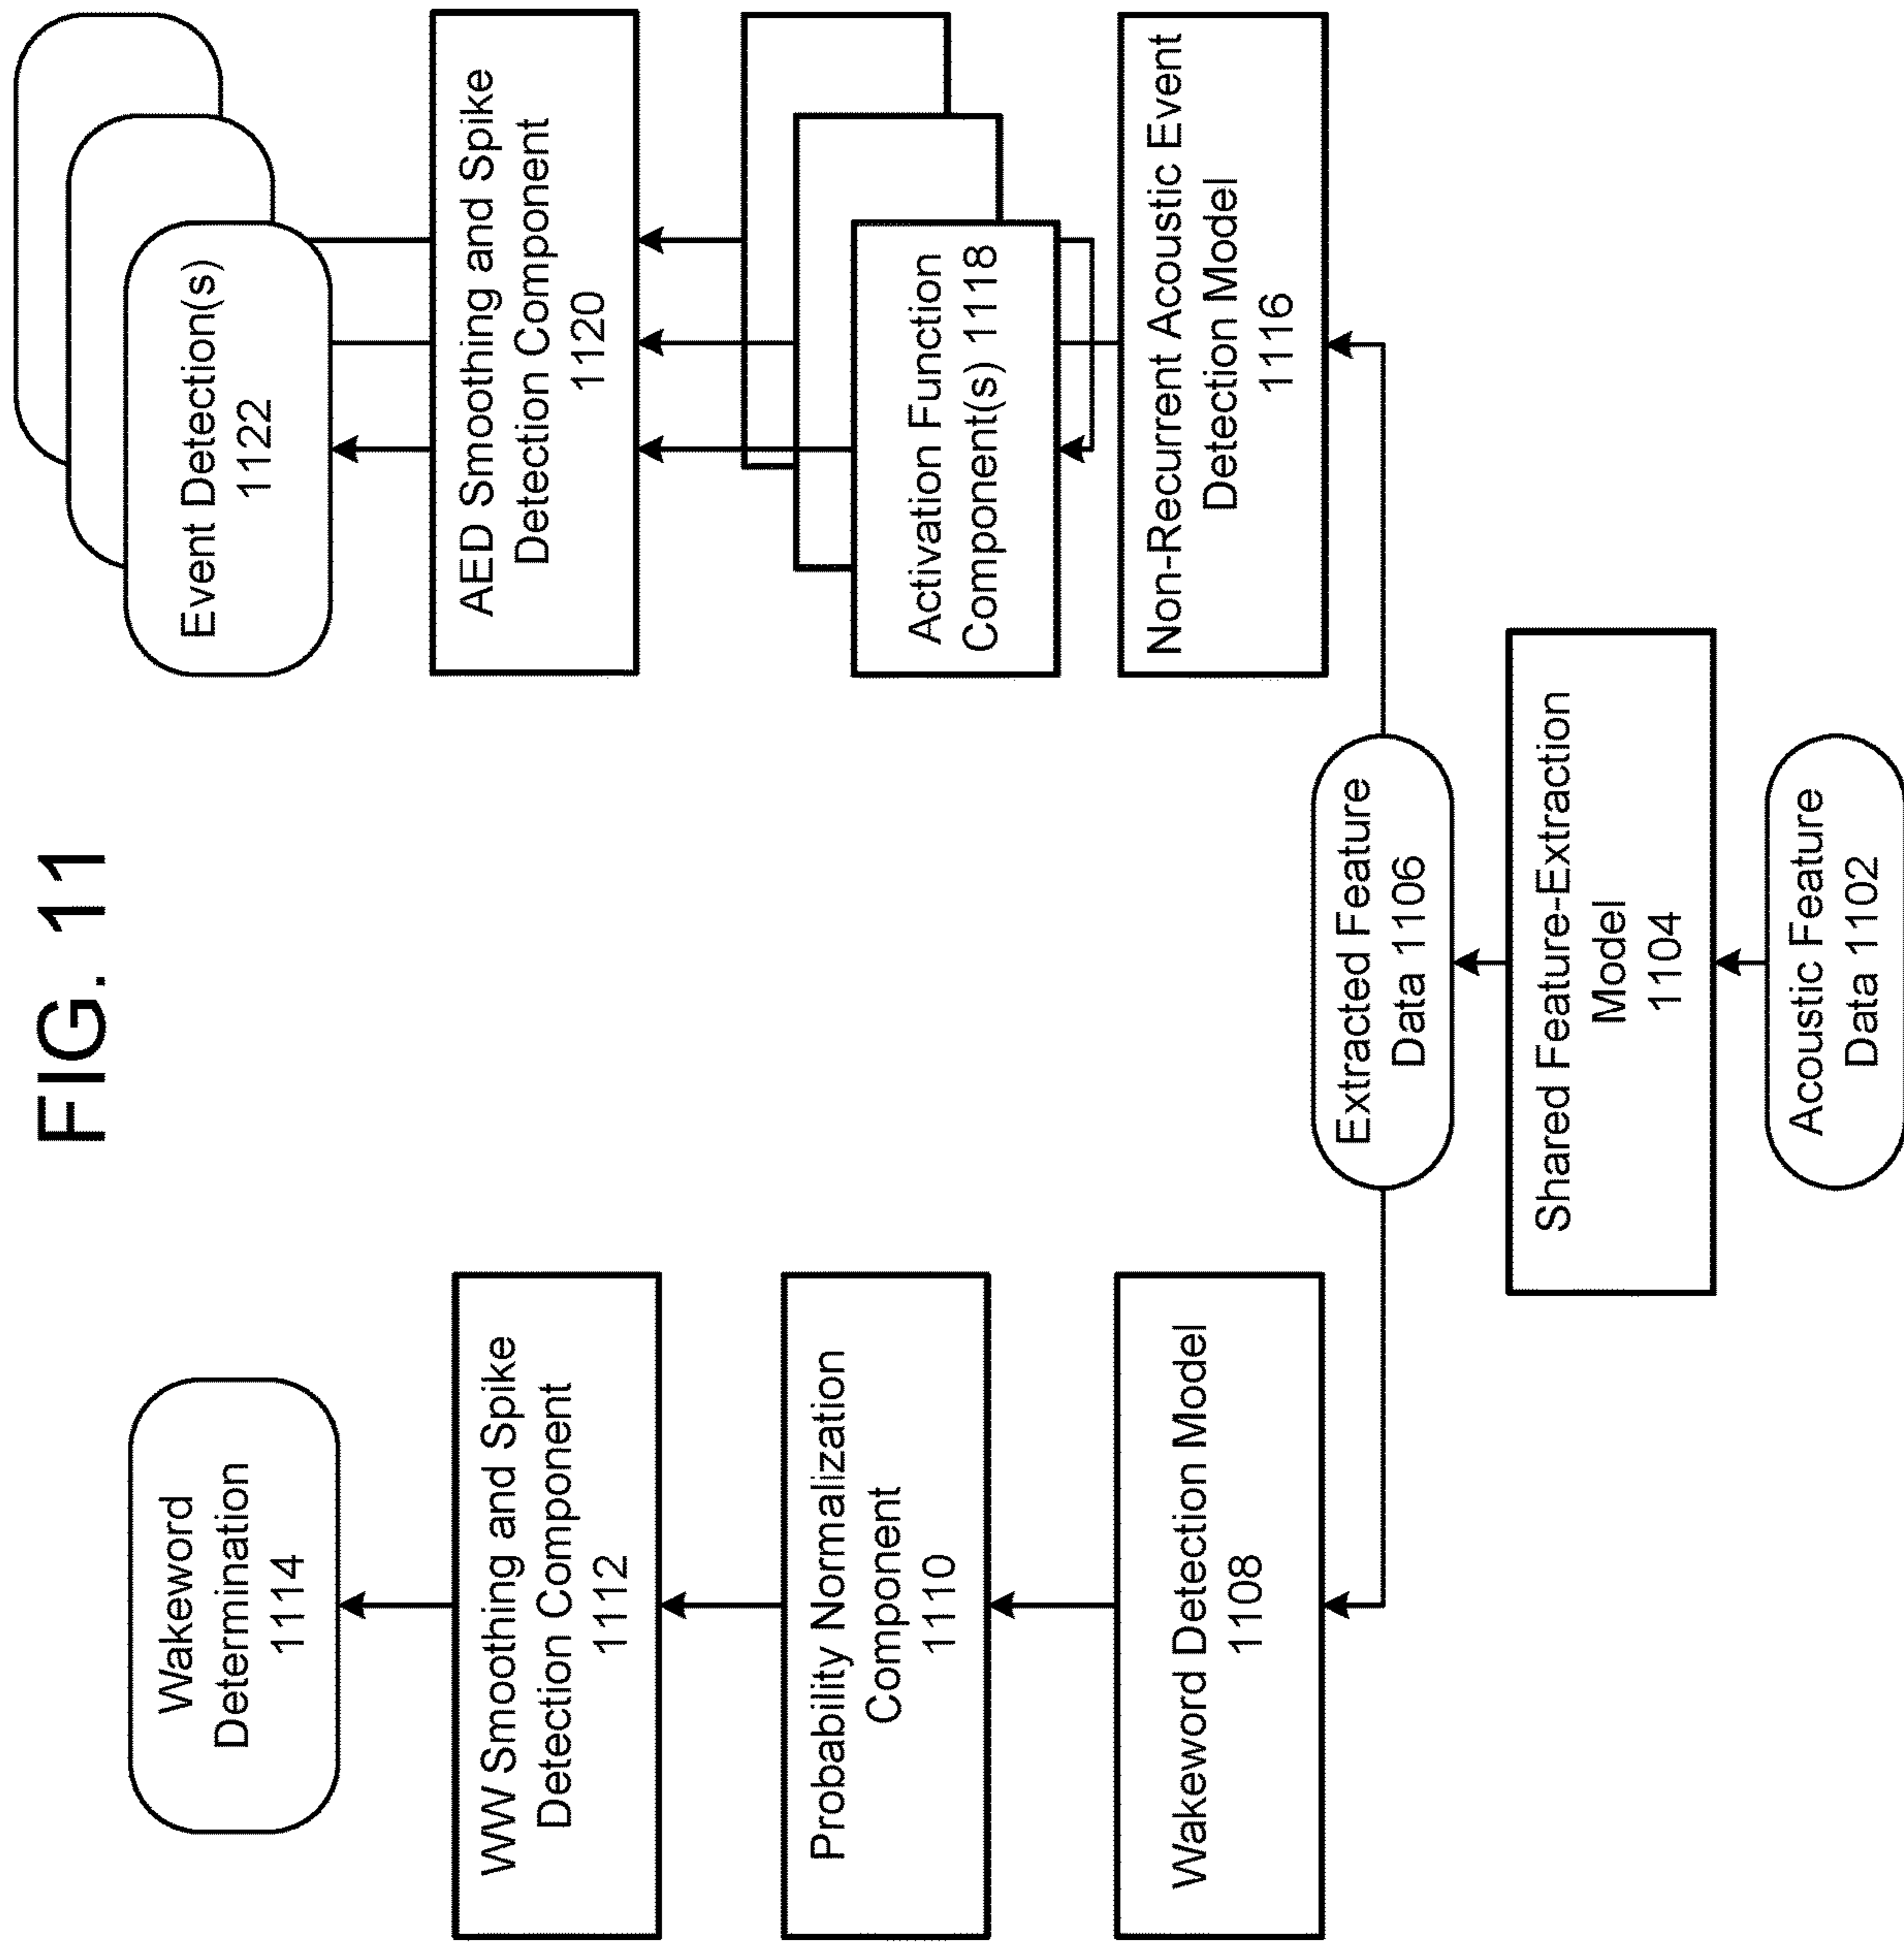 FIG. 11
Wakeword
Determination
1114
WW Smoothing and Spike
Detection Component
1112
Probability Normalization
Component
1110
Wakeword Detection Model
1108
Event Detection(s)
1122
AED Smoothing and Spike
Detection Component
1120
Activation Function
Component(s) 1118
Non-Recurrent Acoustic Event
Detection Model
1116
Extracted Feature
Data 1106
Shared Feature-Extraction
Model
1104
Acoustic Feature
Data 1102